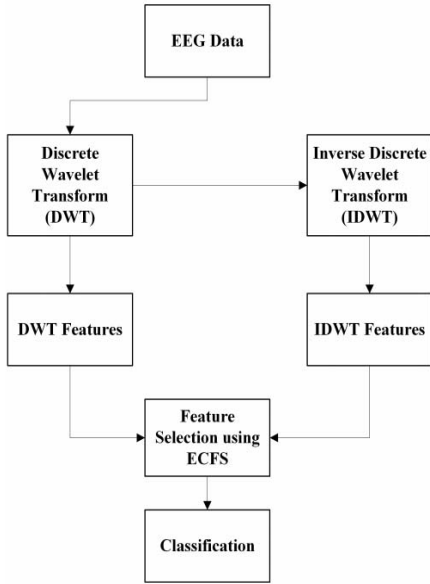 EEG Data
Discrete
Wavelet
Transform
(DWT)
Inverse Discrete
Wavelet
Transform
(IDWT)
DWT Features
IDWT Features
Feature
Selection using
ECFS
Classification